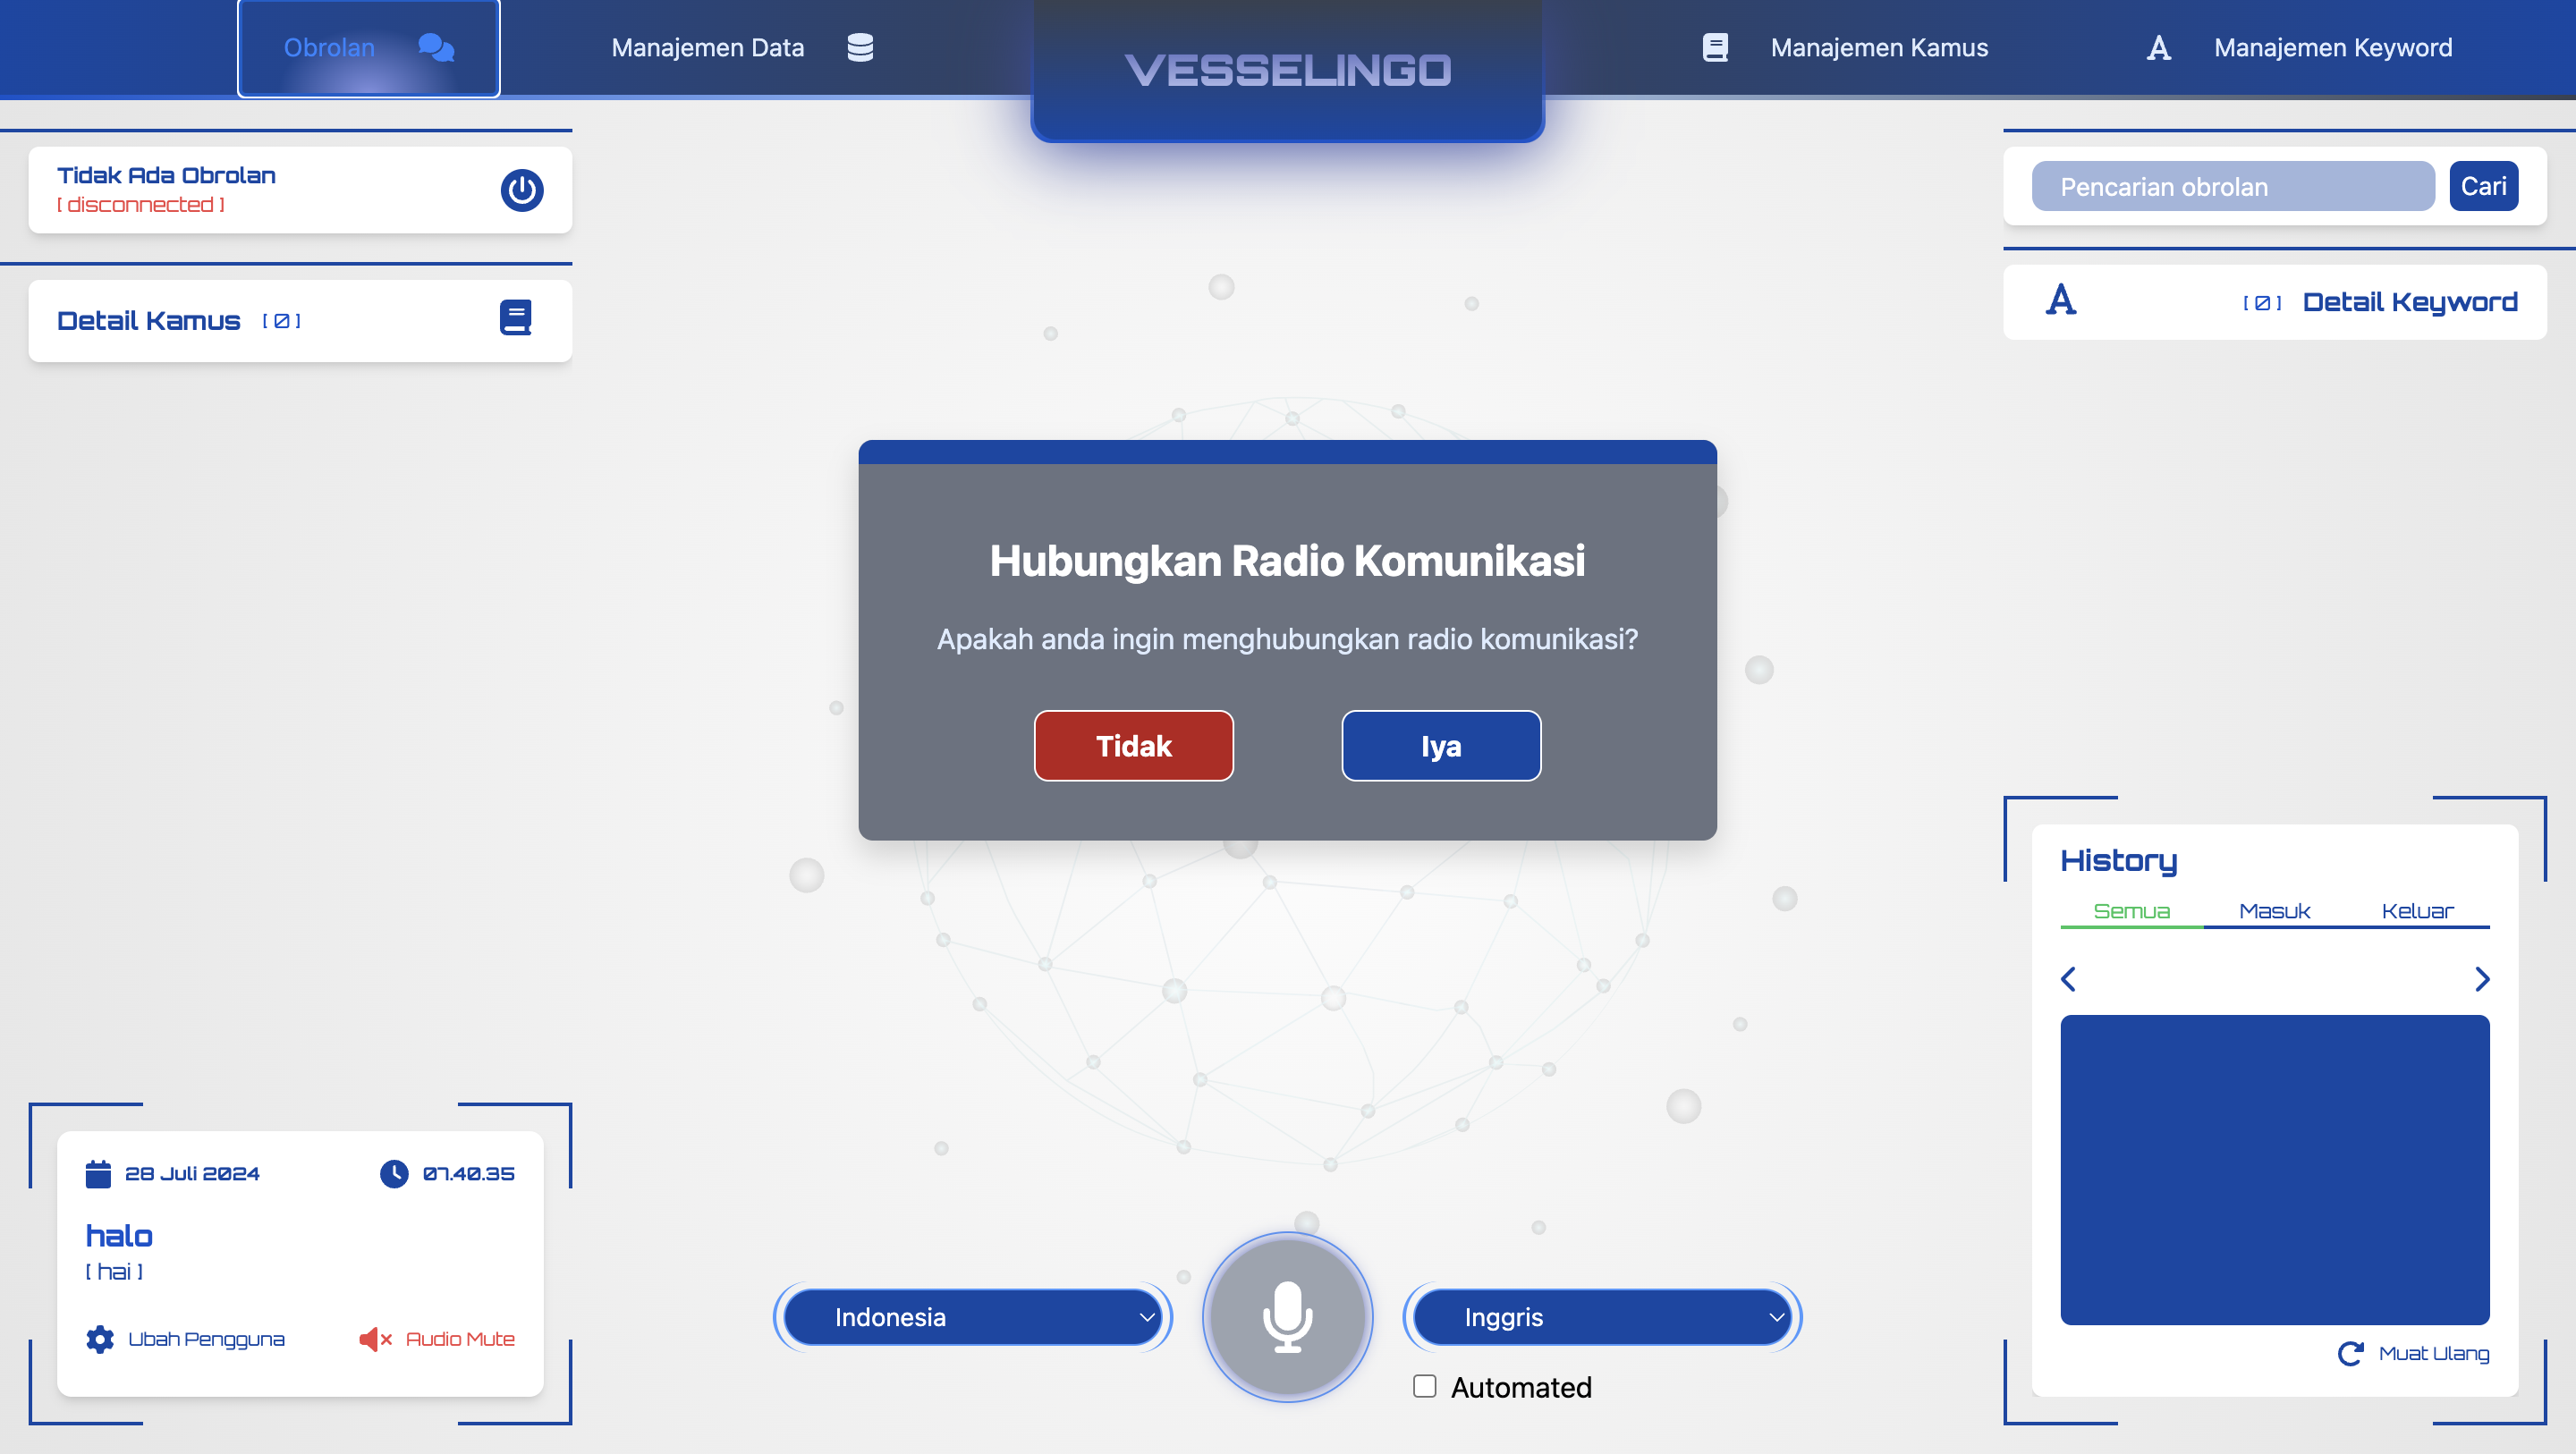 Obrolan
Manajemen Data
VESSELINGO
Manajemen Kamus
Manajemen Keyword
Tidak Ada Obrolan
[ disconnected ]
Detail Kamus [ 0 ]
Pencarian obrolan
Cari
A [ 0 ] Detail Keyword
Hubungkan Radio Komunikasi
Apakah anda ingin menghubungkan radio komunikasi?
Tidak
Iya
28 Juli 2024
07.40.35
halo
[ hai ]
Ubah Pengguna
Audio Mute
Indonesia
Inggris
Automated
History
Semua
Masuk
Keluar
Muat Ulang